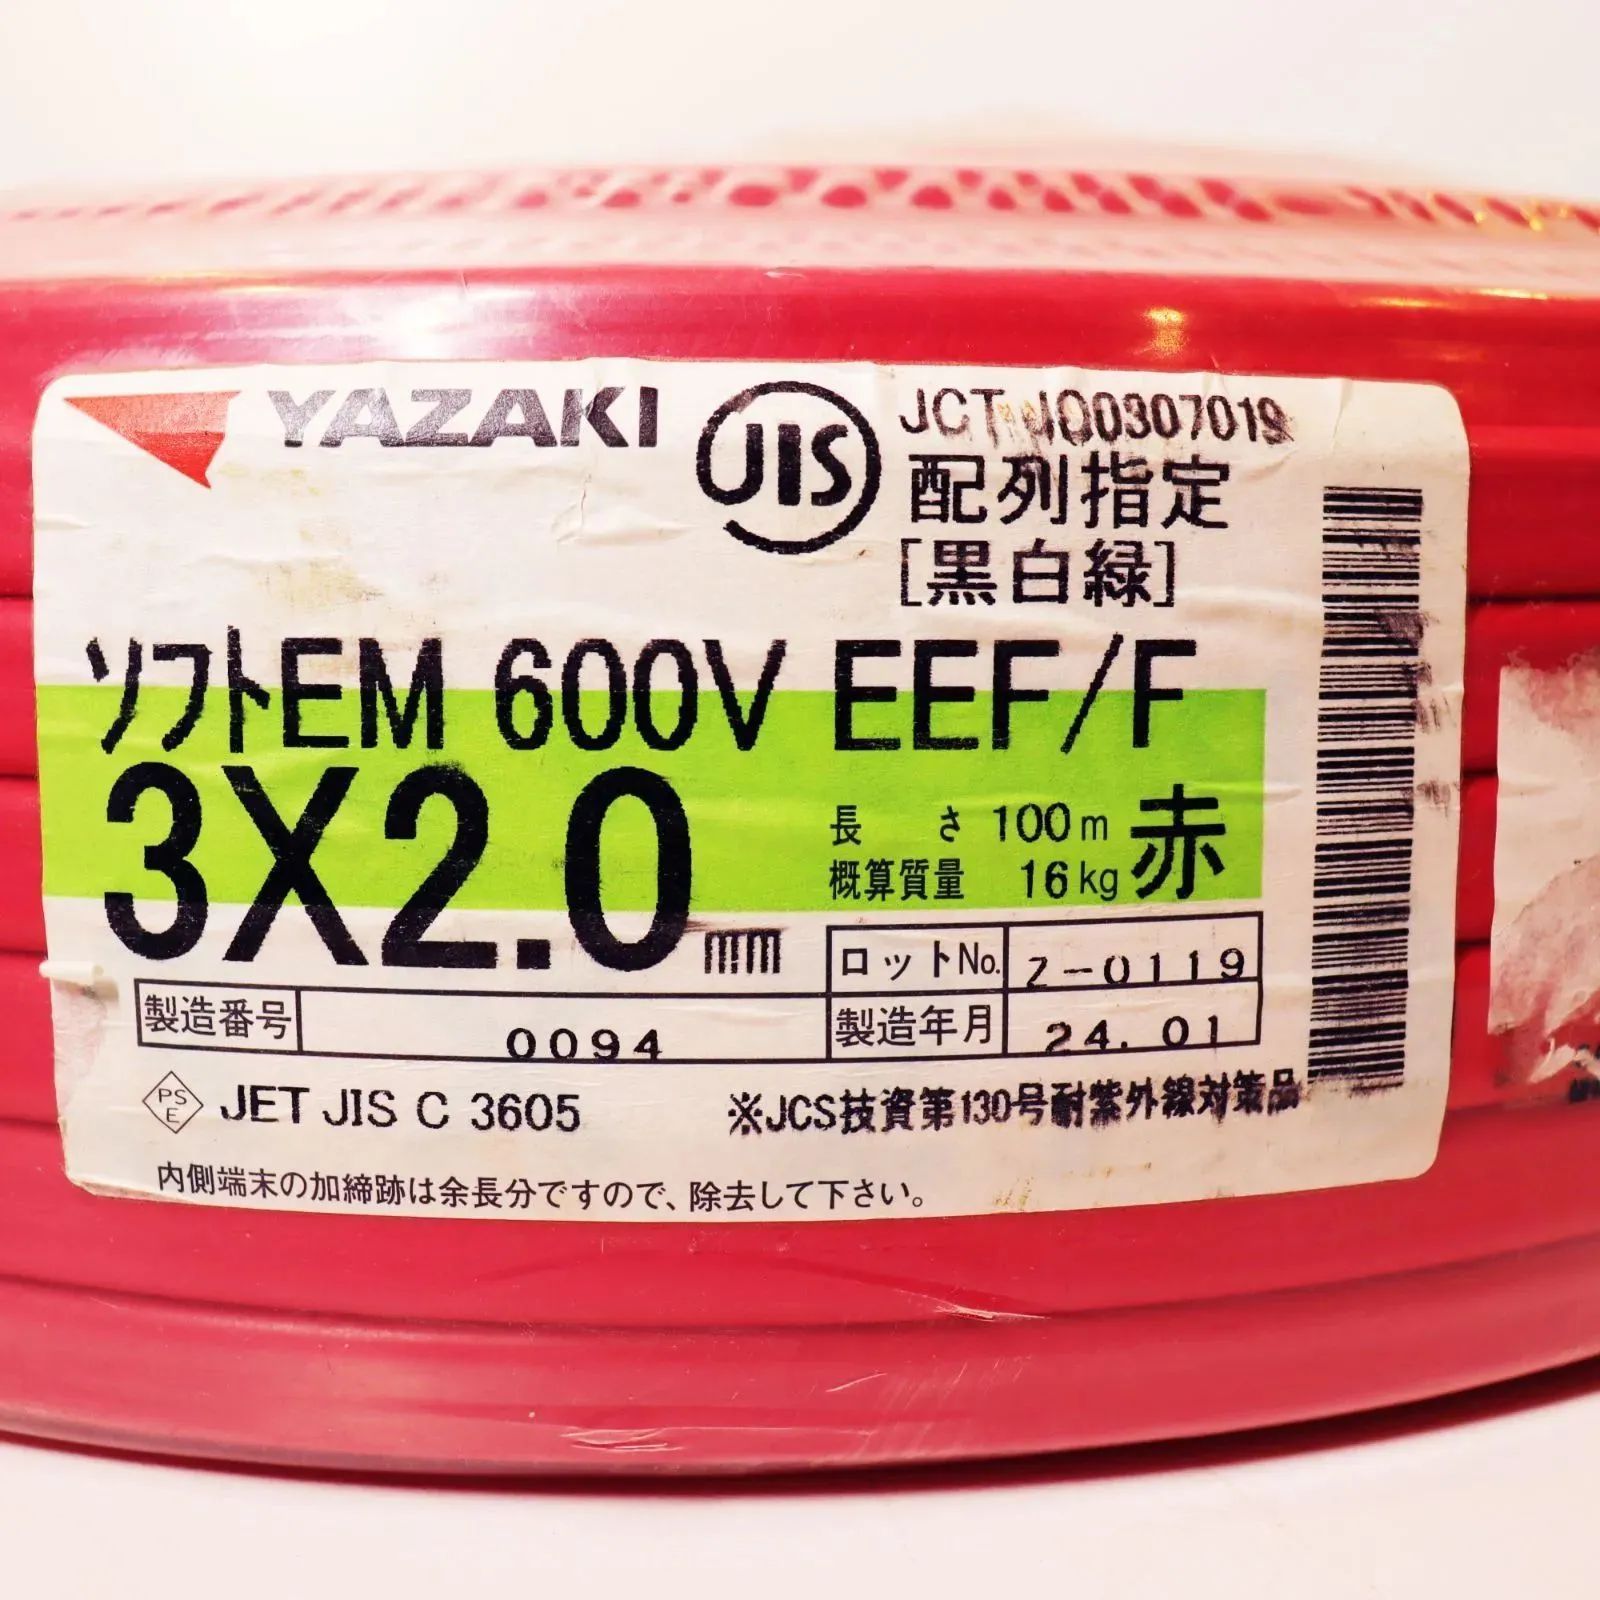 YAZAKI
JIS
JCT JQ0307019
配列指定
[黒白緑]
ソフトEM 600V EEF/F
3X2.0mm
長さ 100m
概算質量 16kg
赤
ロットNo. Z-0119
製造番号 0094
製造年月 24.01
PS
E
JET JIS C 3605
※JCS技資第130号耐紫外線対策品
内側端末の加締跡は余長分ですので、除去して下さい。